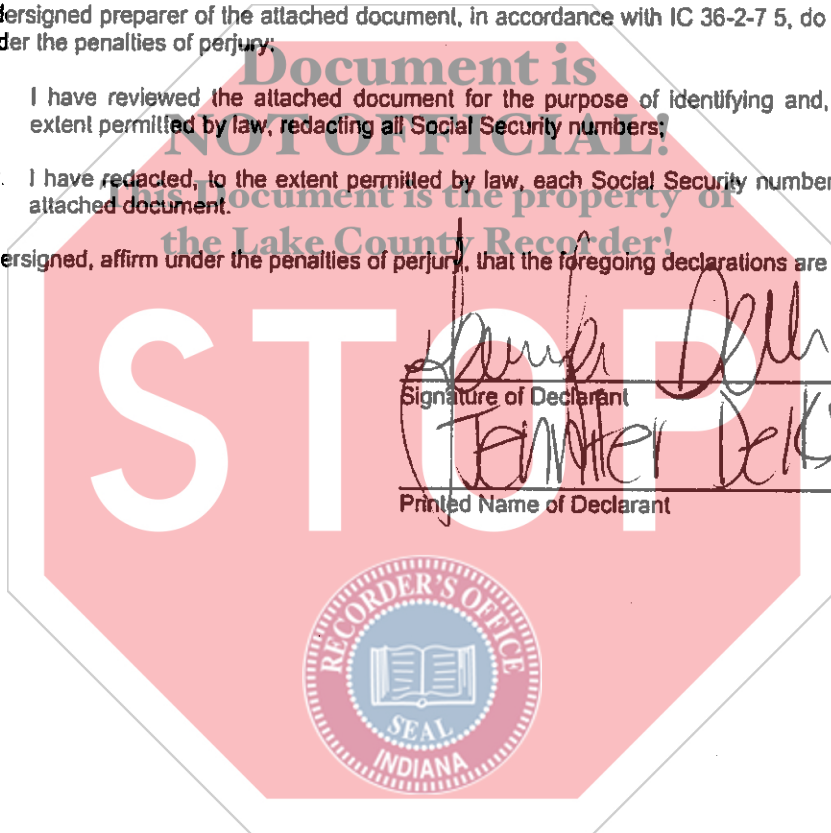 dersigned preparer of the attached document, in accordance with IC 36-2-7 5, do
der the penalties of perjury:
Document is
I have reviewed the attached document for the purpose of identifying and,
extent permitted by law, redacting all Social Security numbers;
NOT OFFICIAL!
I have redacted, to the extent permitted by law, each Social Security number
attached document.
This Document is the property of
the Lake County Recorder!
ersigned, affirm under the penalties of perjury, that the foregoing declarations are
STOP
Signature of Declarant
Jennifer
Printed Name of Declarant
RECORDER'S OFFICE
SEAL
INDIANA